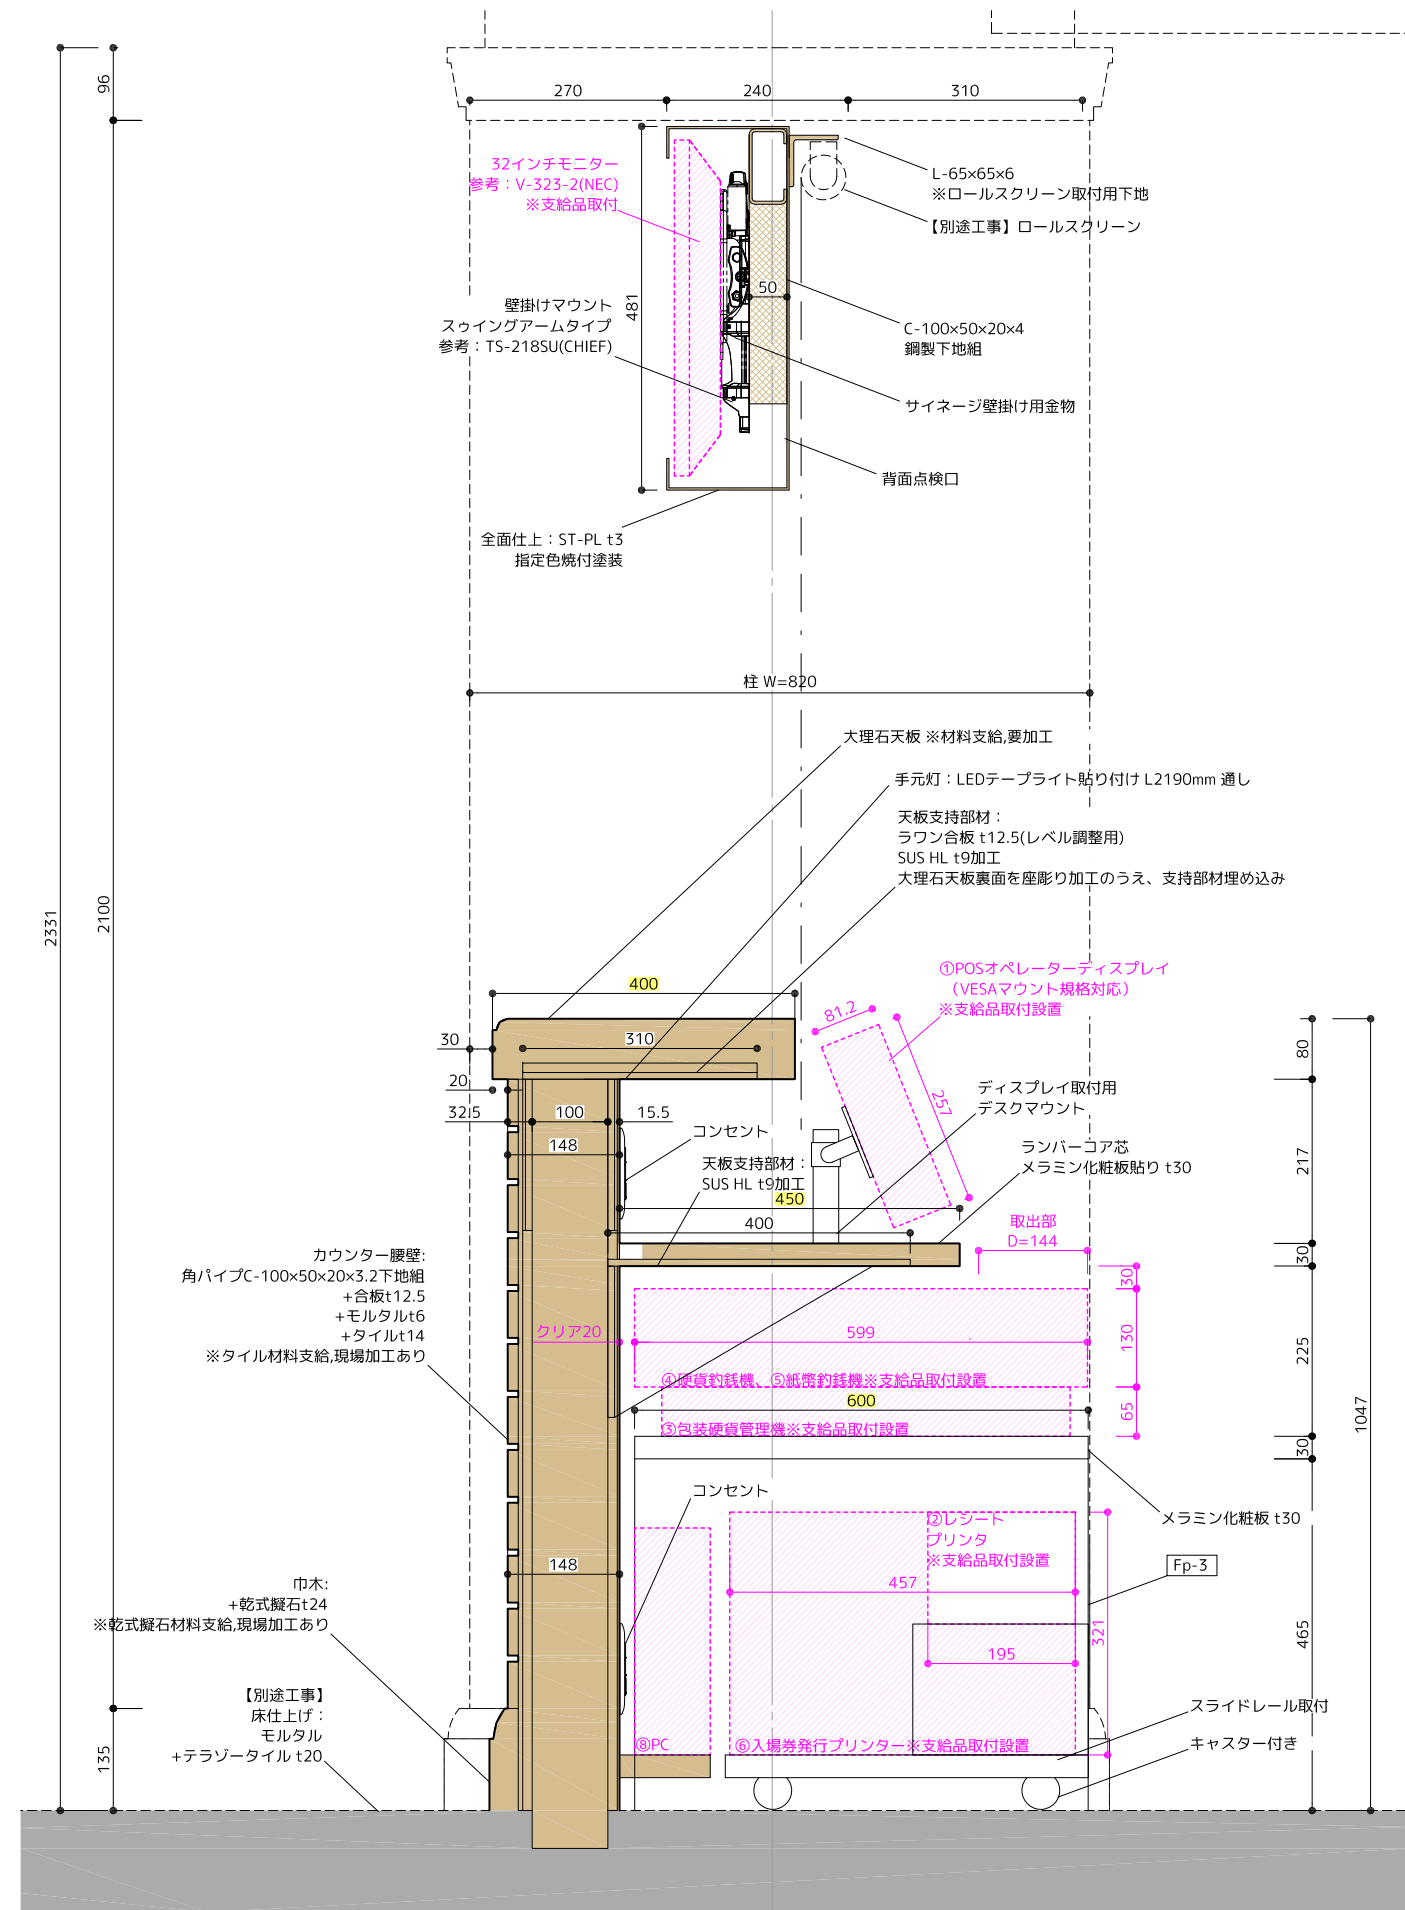 96
270
240
310
32インチモニター
参考：V-323-2(NEC)
※支給品取付
L-65×65×6
※ロールスクリーン取付用下地
【別途工事】ロールスクリーン
481
50
壁掛けマウント
スゥイングアームタイプ
参考：TS-218SU(CHIEF)
C-100×50×20×4
鋼製下地組
サイネージ壁掛け用金物
背面点検口
全面仕上：ST-PL t3
指定色焼付塗装
柱 W=820
大理石天板 ※材料支給,要加工
手元灯：LEDテープライト貼り付け L2190mm 通し
天板支持部材：
ラワン合板 t12.5(レベル調整用)
SUS HL t9加工
大理石天板裏面を座彫り加工のうえ、支持部材埋め込み
2331
2100
400
①POSオペレーターディスプレイ
（VESAマウント規格対応）
※支給品取付設置
81.2
257
30
310
80
20
32.5
100
15.5
148
ディスプレイ取付用
デスクマウント
コンセント
天板支持部材：
SUS HL t9加工
ランバーコア芯
メラミン化粧板貼り t30
217
450
400
取出部
D=144
30
30
カウンター腰壁:
角パイプC-100×50×20×3.2下地組
+合板t12.5
+モルタルt6
+タイルt14
※タイル材料支給,現場加工あり
クリア20
599
130
225
④硬貨釣銭機、⑤紙幣釣銭機※支給品取付設置
600
65
③包装硬貨管理機※支給品取付設置
30
1047
コンセント
②レシート
プリンタ
※支給品取付設置
メラミン化粧板 t30
Fp-3
148
457
巾木:
+乾式擬石t24
※乾式擬石材料支給,現場加工あり
195
321
465
【別途工事】
床仕上げ：
モルタル
+テラゾータイル t20
135
⑧PC
⑥入場券発行プリンター※支給品取付設置
スライドレール取付
キャスター付き